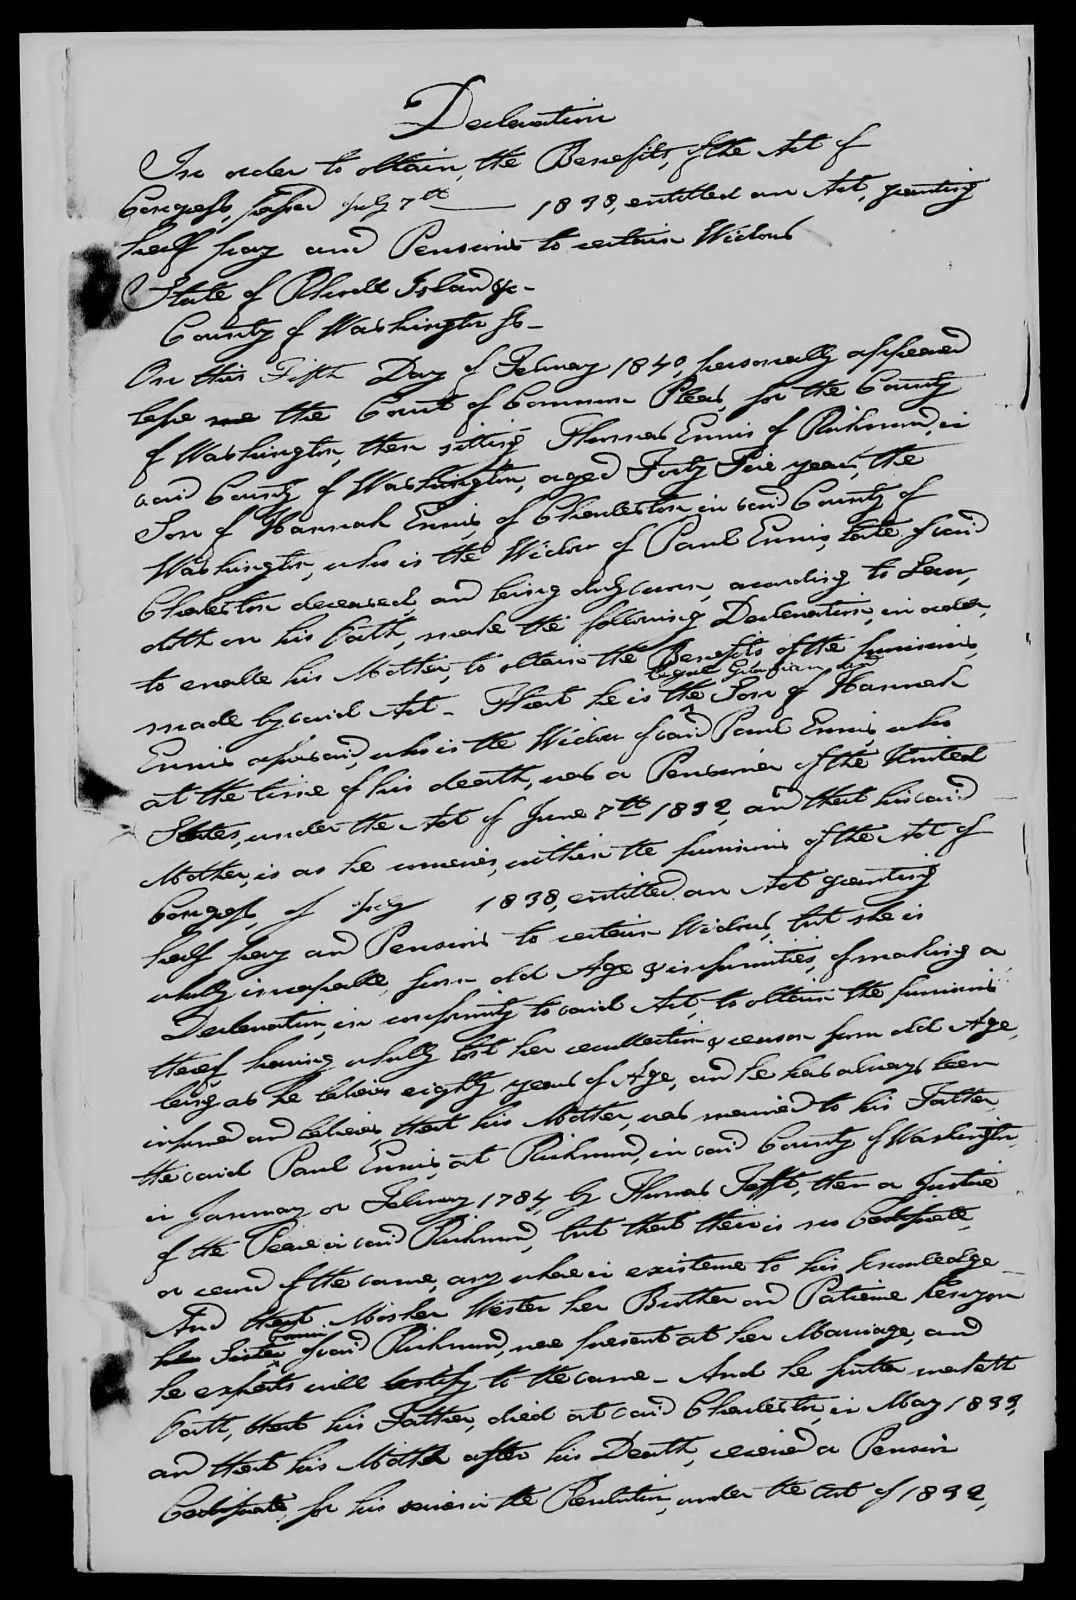 Declaration
In order to obtain, the Benefits, of the Act of
Congress, passed July 7th 1838, entitled an Act, granting
half pay and Pensions to certain Widows
State of Rhode Island &c-
County of Washington Ss-
On this Fifth Day of February 1840, personally appeared
before me the Court of Common Pleas, for the County
of Washington, then sitting Thomas Ennis of Richmond, in
said County of Washington, aged Forty Five years, the
Son of Hannah Ennis, of Charlestown in said County of
Washington, who is the Widow of Paul Ennis, late of said
Charlestown deceased, and being duly sworn, according to Law,
doth on his Oath, make the following Declaration, in order,
to enable his Mother, to obtain the Benefits of the provisions
legal Guardian and
made by said Act- That he is the Son of Hannah
Ennis aforesaid, who is the Widow of said Paul Ennis, who
at the time of his death, was a Pensioner of the United
States, under the Act of June 7th 1832, and that his said
Mother, is as he conceives, within the provisions of the Act of
Congress, of July 1838, entitled an Act granting
half pay and Pensions to certain Widows, but she is
wholly incapable, from old Age & infirmities, of making a
Declaration, in conformity to said Act, to obtain the provisions
thereof having wholly lost her recollection & reason from old Age,
being as he believes eighty years of Age, and he has always been
informed and believes, that his Mother, was married to his Father,
the said Paul Ennis, at Richmond, in said County of Washington,
in January or February 1784, by Thomas Tefft, then a Justice
of the Peace in said Richmond, but that there is no Certificate,
or record of the same, any where in existence to his knowledge-
And that Mosher Wester her Brother and Patience
her Sister of said Richmond, were present at her Marriage, and
he expects will testify to the same- And he further maketh
Oath, that his Father, died at said Charlestown, in May 1833,
and that his Mother after his Death, received a Pension
Certificate, for his services in the Revolution, under the Act of 1832,